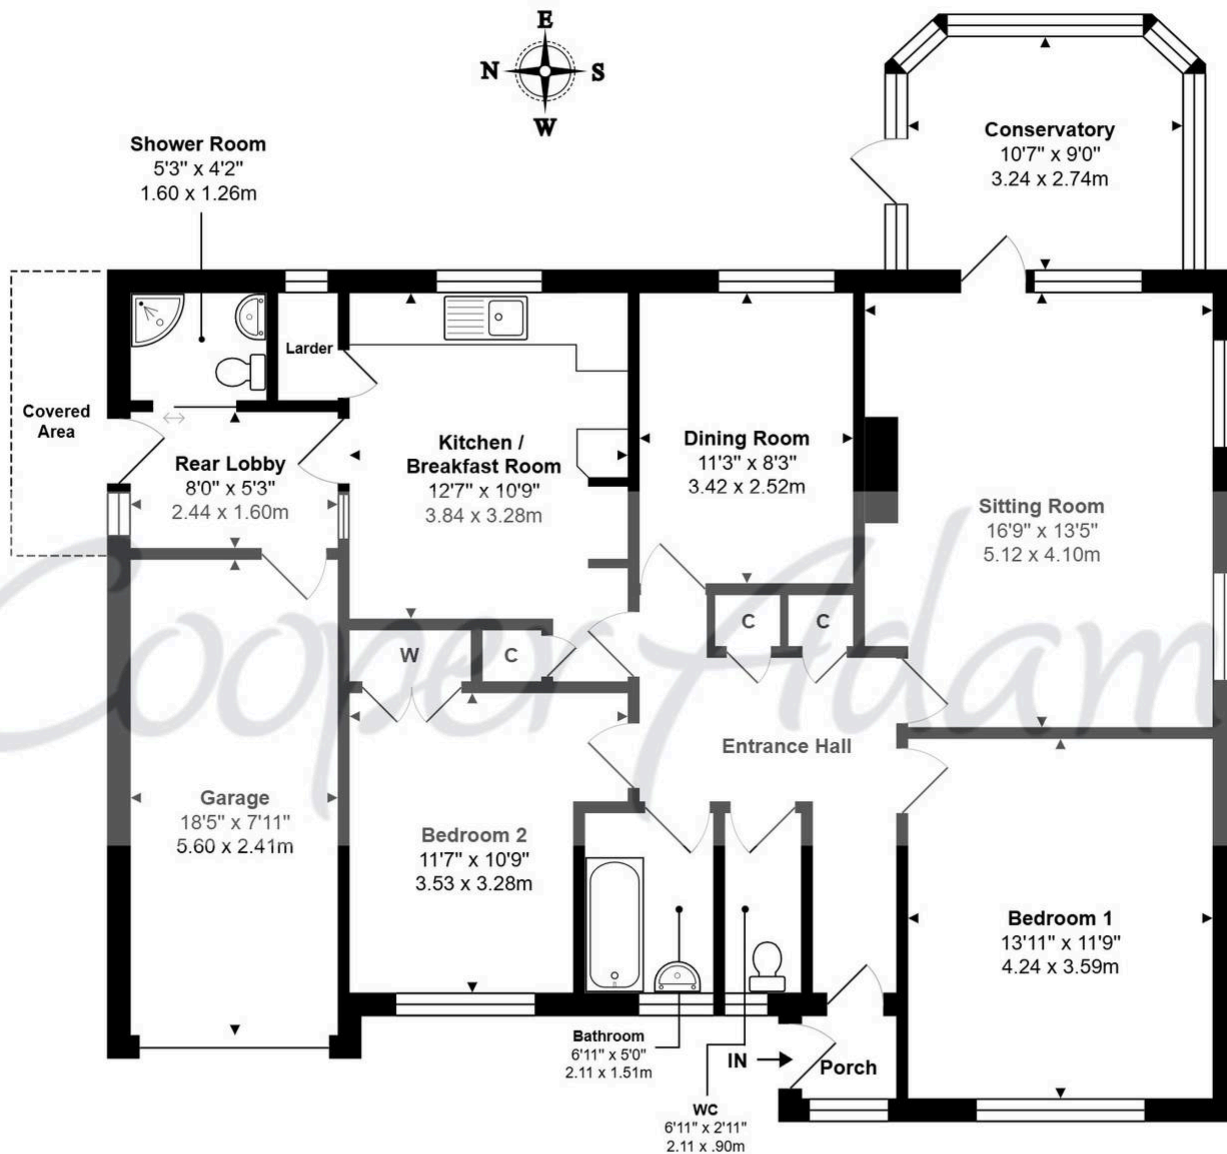 E
N
S
W
Shower Room
5'3" x 4'2"
1.60 x 1.26m
Conservatory
10'7" x 9'0"
3.24 x 2.74m
Larder
Covered
Area
Rear Lobby
8'0" x 5'3"
2.44 x 1.60m
Kitchen /
Breakfast Room
12'7" x 10'9"
3.84 x 3.28m
Dining Room
11'3" x 8'3"
3.42 x 2.52m
Sitting Room
16'9" x 13'5"
5.12 x 4.10m
W
C
C
C
Cooper Adam
Entrance Hall
Garage
18'5" x 7'11"
5.60 x 2.41m
Bedroom 2
11'7" x 10'9"
3.53 x 3.28m
Bedroom 1
13'11" x 11'9"
4.24 x 3.59m
Bathroom
6'11" x 5'0"
2.11 x 1.51m
IN
Porch
WC
6'11" x 2'11"
2.11 x .90m